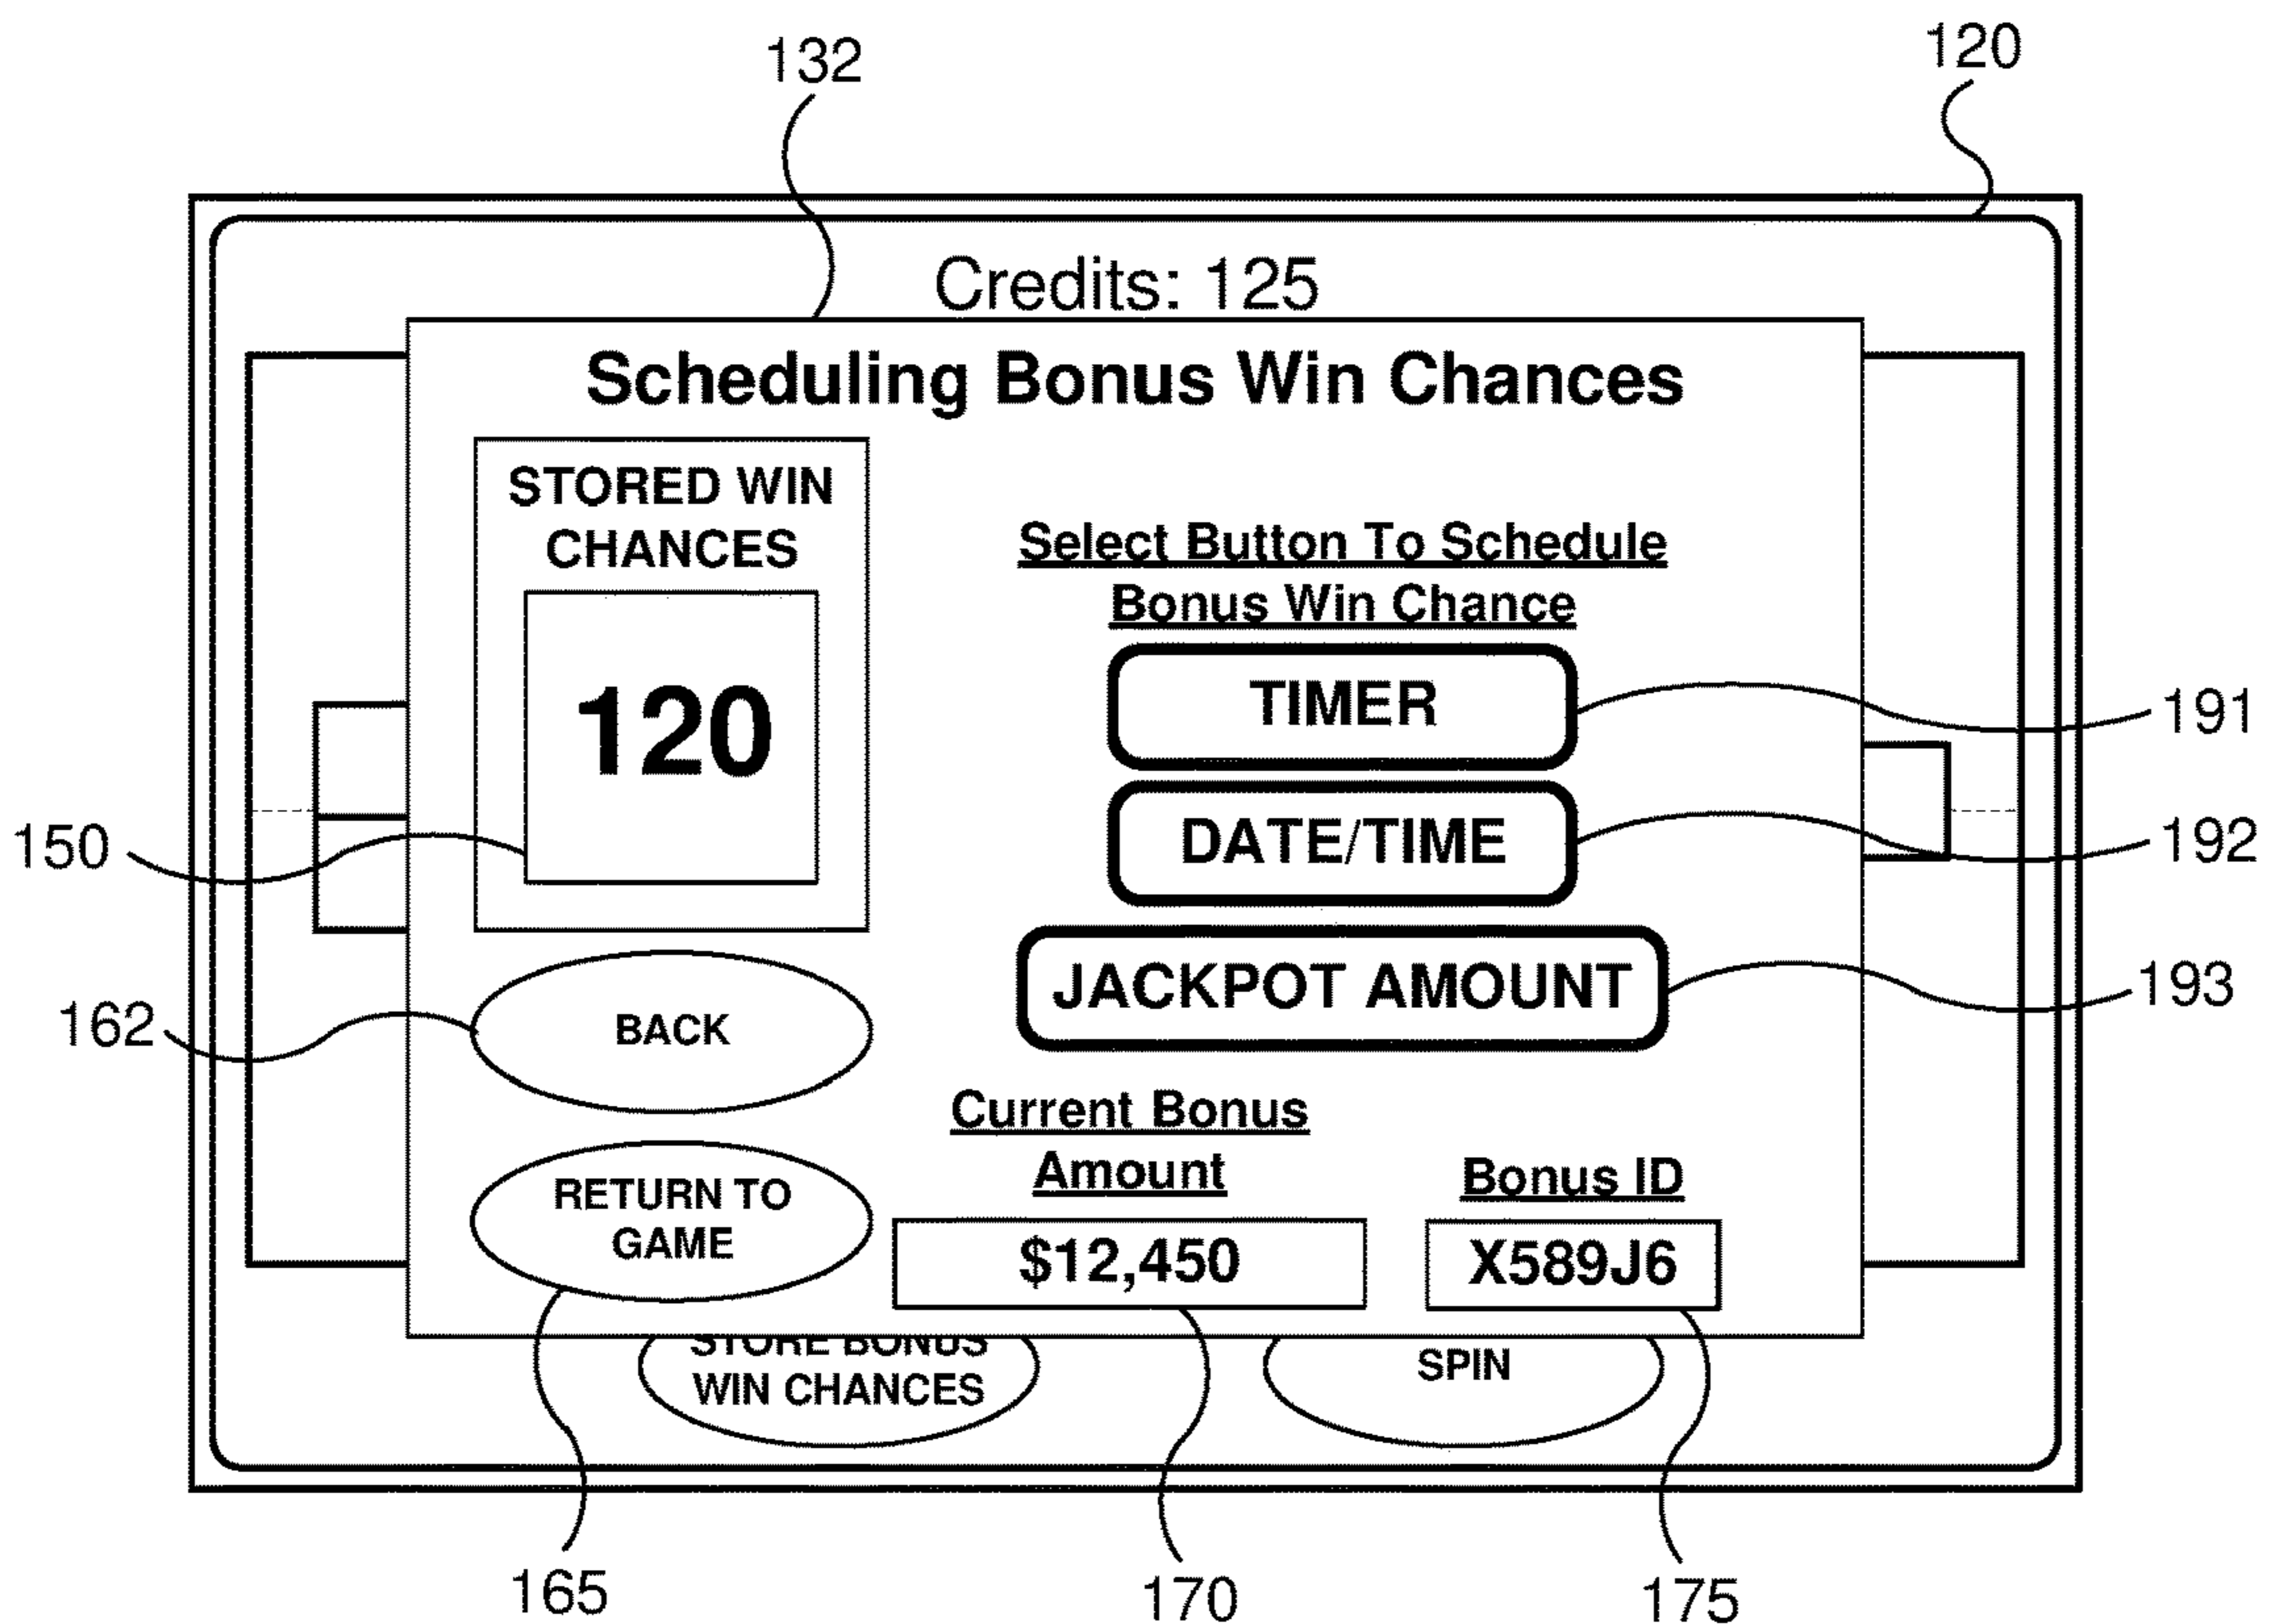 132
120
Credits: 125
Scheduling Bonus Win Chances
STORED WIN
CHANCES
120
Select Button To Schedule
Bonus Win Chance
TIMER
191
DATE/TIME
192
150
JACKPOT AMOUNT
193
162
BACK
RETURN TO
GAME
Current Bonus
Amount
$12,450
Bonus ID
X589J6
STORE BONUS
WIN CHANCES
SPIN
165
170
175